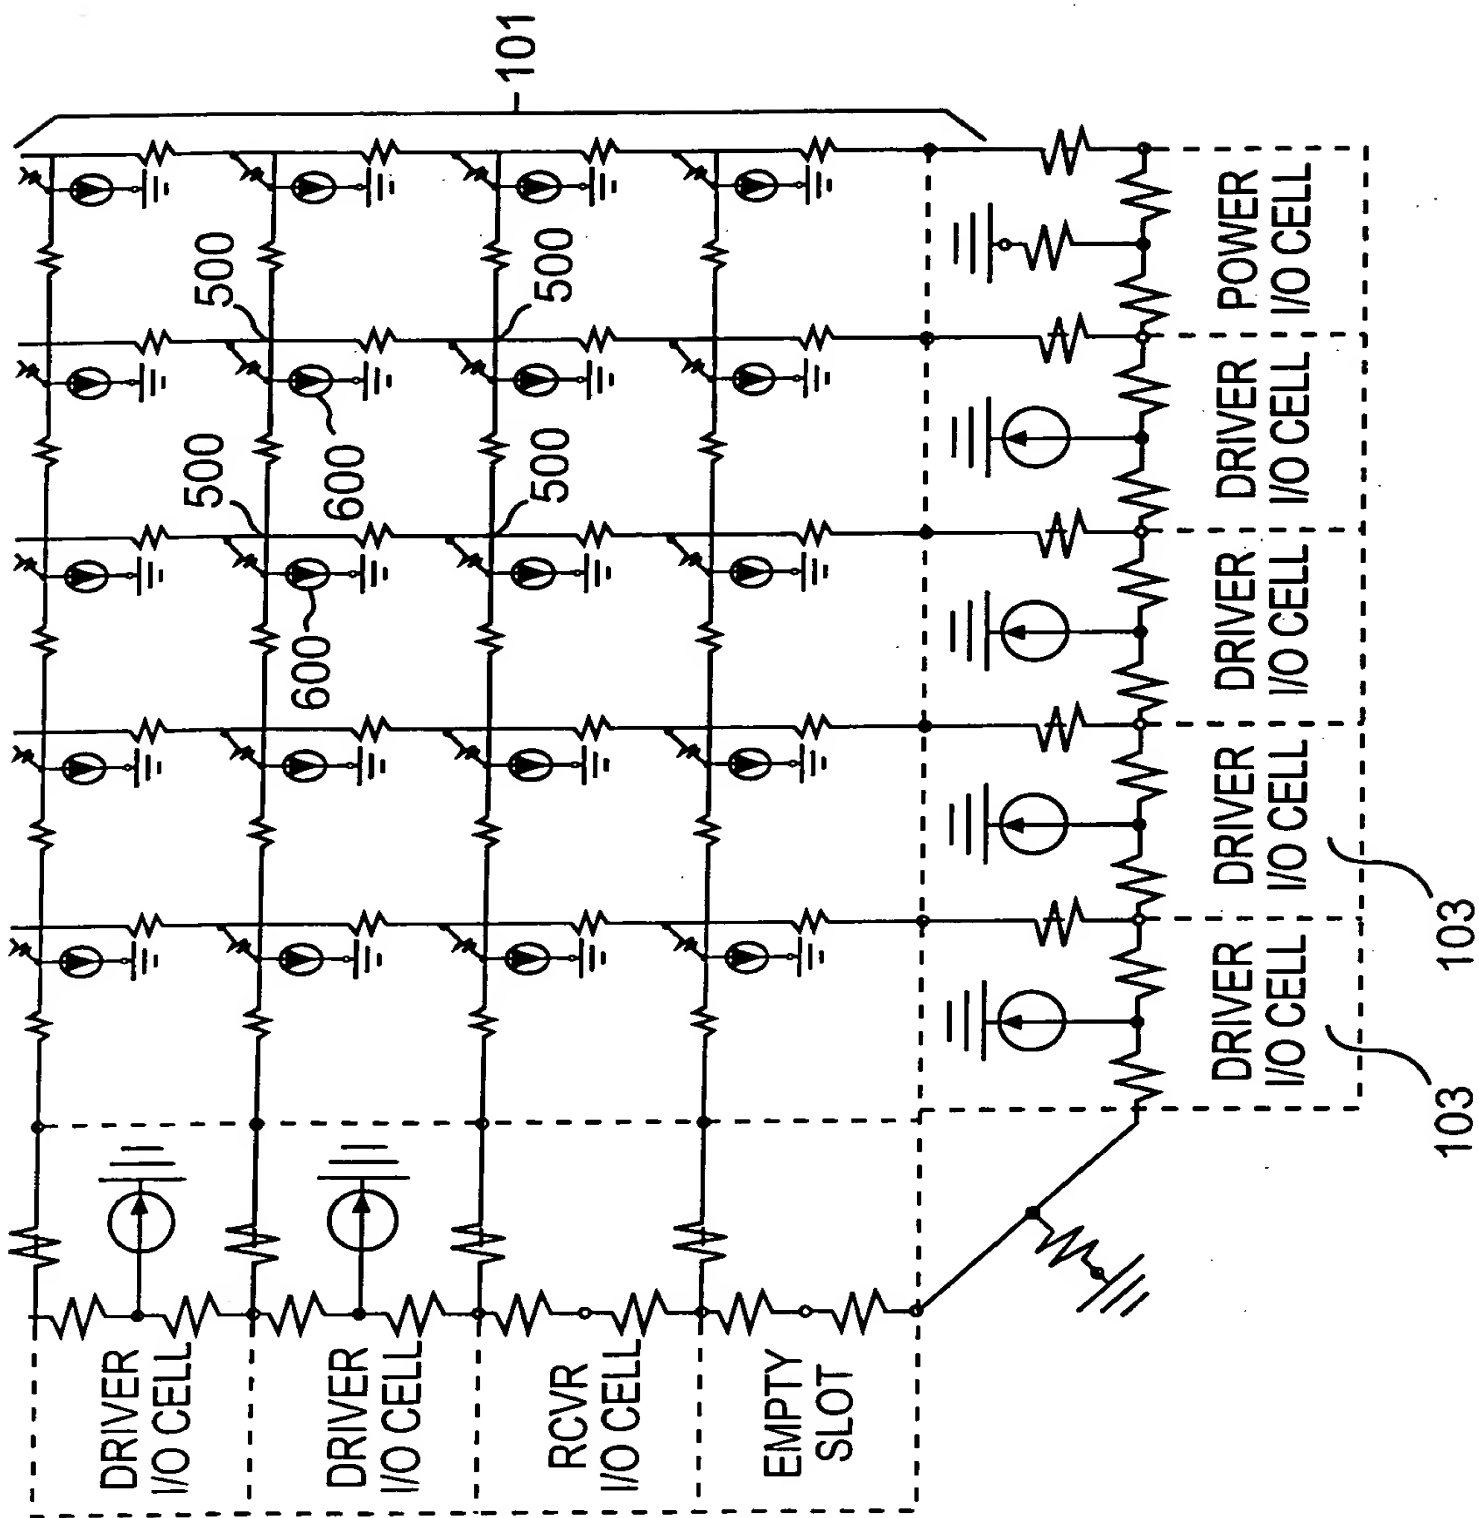 DRIVER
I/O CELL
500
500
600
600
DRIVER
I/O CELL
101
500
500
RCVR
I/O CELL
EMPTY
SLOT
DRIVER
I/O CELL
DRIVER
I/O CELL
DRIVER
I/O CELL
DRIVER
I/O CELL
POWER
I/O CELL
103
103